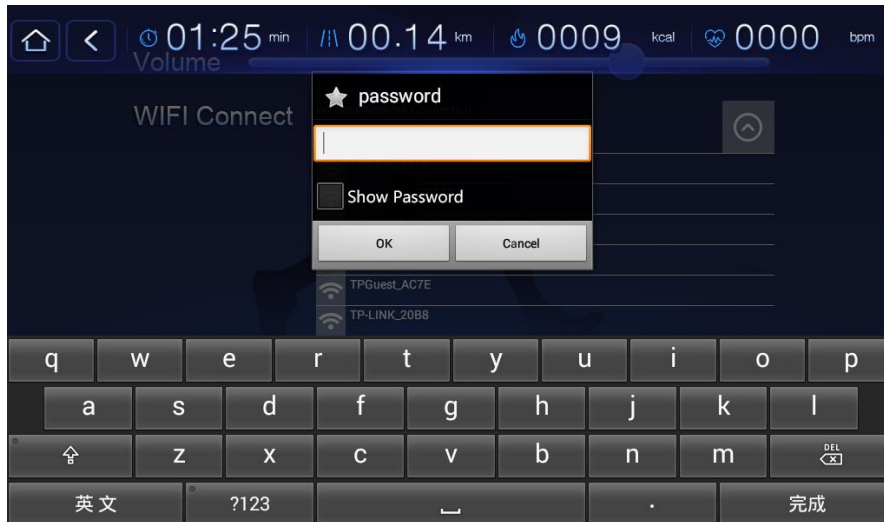 01:25 min 00.14 km 0009 kcal 0000 bpm
Volume
password
WIFI Connect
Show Password
OK Cancel
TPGuest_AC7E
TP-LINK_20B8
q w e r t y u i o p
a s d f g h j k l
z x c v b n m DEL
英文 ?123 . 完成